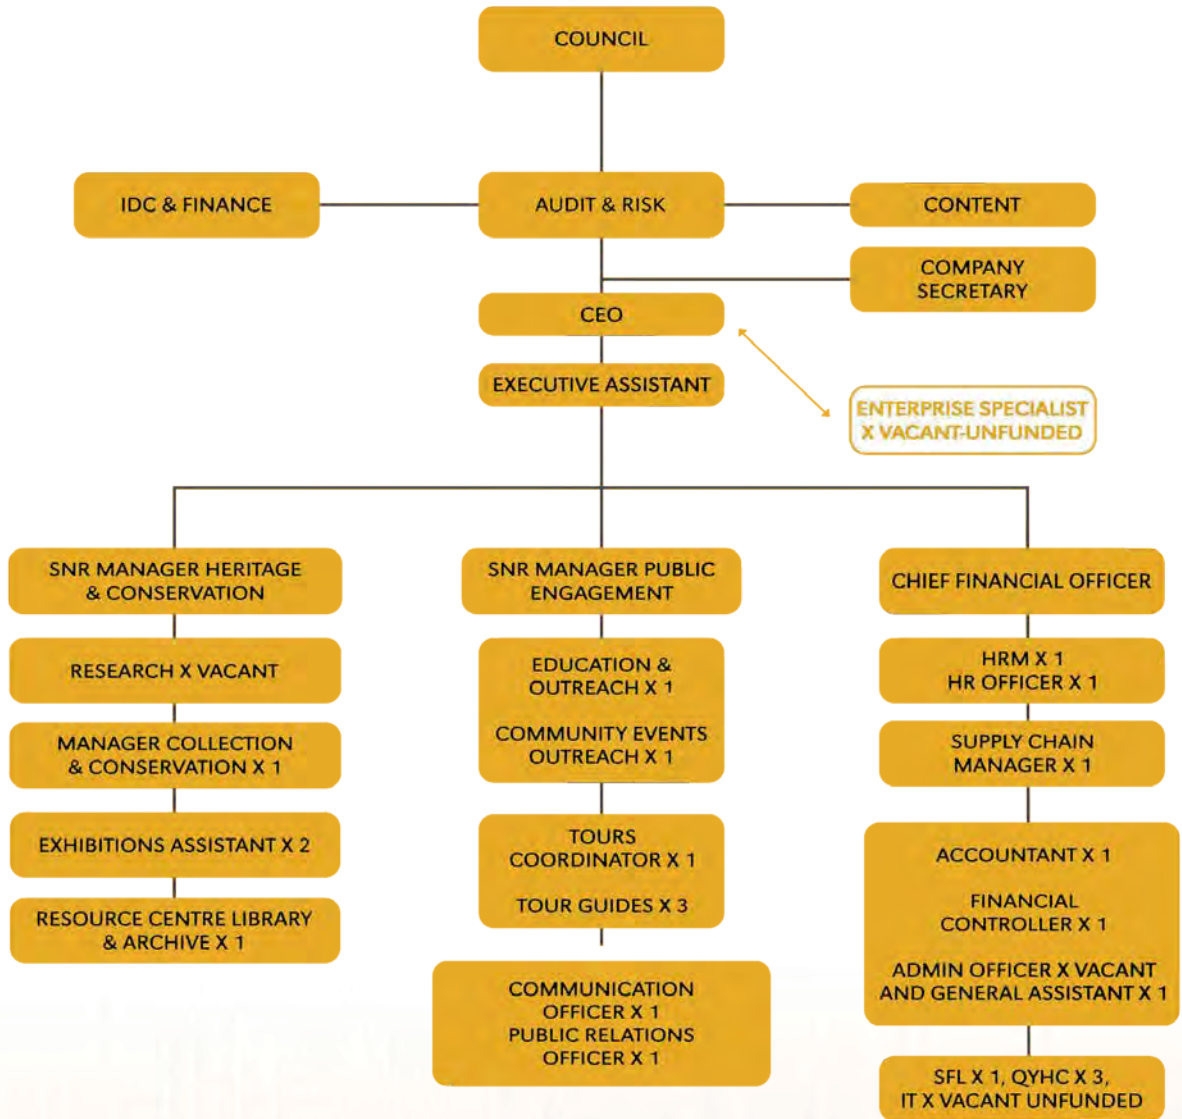 COUNCIL
IDC & FINANCE
AUDIT & RISK
CONTENT
COMPANY
SECRETARY
CEO
EXECUTIVE ASSISTANT
ENTERPRISE SPECIALIST
X VACANT-UNFUNDED
SNR MANAGER HERITAGE
& CONSERVATION
RESEARCH X VACANT
MANAGER COLLECTION
& CONSERVATION X 1
EXHIBITIONS ASSISTANT X 2
RESOURCE CENTRE LIBRARY
& ARCHIVE X 1
SNR MANAGER PUBLIC
ENGAGEMENT
EDUCATION &
OUTREACH X 1
COMMUNITY EVENTS
OUTREACH X 1
TOURS
COORDINATOR X 1
TOUR GUIDES X 3
COMMUNICATION
OFFICER X 1
PUBLIC RELATIONS
OFFICER X 1
CHIEF FINANCIAL OFFICER
HRM X 1
HR OFFICER X 1
SUPPLY CHAIN
MANAGER X 1
ACCOUNTANT X 1
FINANCIAL
CONTROLLER X 1
ADMIN OFFICER X VACANT
AND GENERAL ASSISTANT X 1
SFL X 1, QYHC X 3,
IT X VACANT UNFUNDED